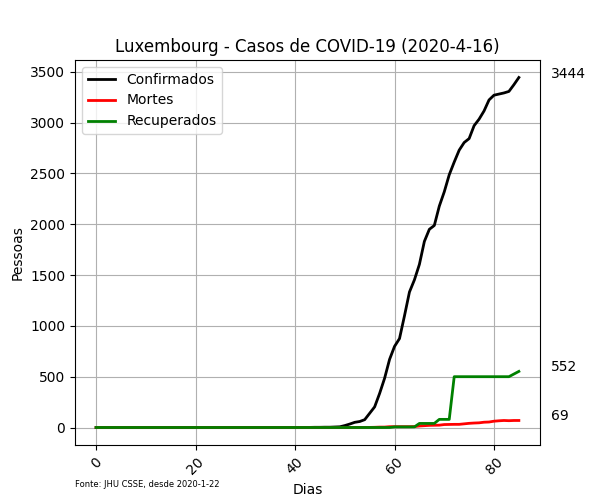 Luxembourg - Casos de COVID-19 (2020-4-16)
Confirmados
Mortes
Recuperados
3500
3000
2500
2000
1500
1000
500
0
Pessoas
3444
552
69
0
20
40
60
80
Dias
Fonte: JHU CSSE, desde 2020-1-22